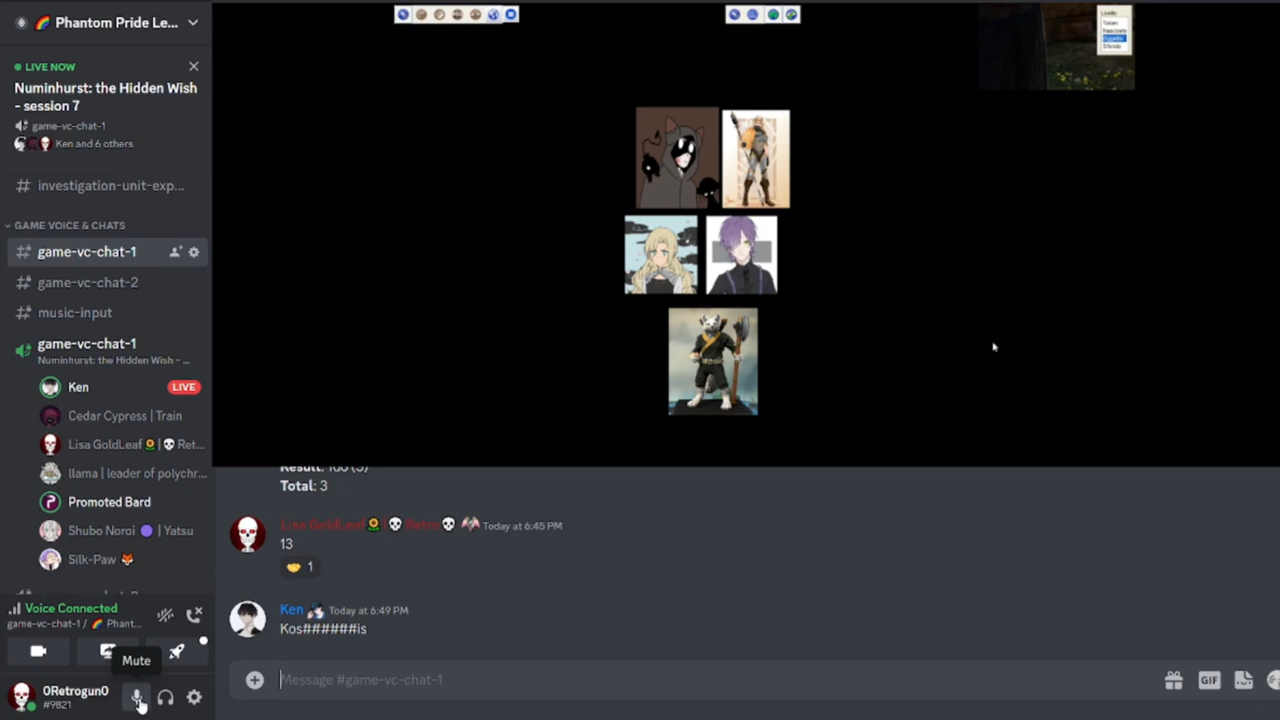 Phantom Pride Le...
LIVE NOW
Numinhurst: the Hidden Wish
- session 7
game-vc-chat-1
Ken and 6 others
investigation-unit-exp...
GAME VOICE & CHATS
game-vc-chat-1
game-vc-chat-2
music-input
game-vc-chat-1
Numinhurst: the Hidden Wish – ...
Ken LIVE
Cedar Cypress | Train
Lisa GoldLeaf🌻|💀Ret...
llama | leader of polychr...
Promoted Bard
Shubo Noroi 🟣 | Yatsu
Silk-Paw 🦊
Voice Connected
game-vc-chat-1 / 🌈 Phant...
Mute
0Retrogun0
#9821
Total: 3
Lisa GoldLeaf🌻|💀Retro💀 Today at 6:45 PM
13
🤝 1
Ken Today at 6:49 PM
Kos######is
Message #game-vc-chat-1
GIF